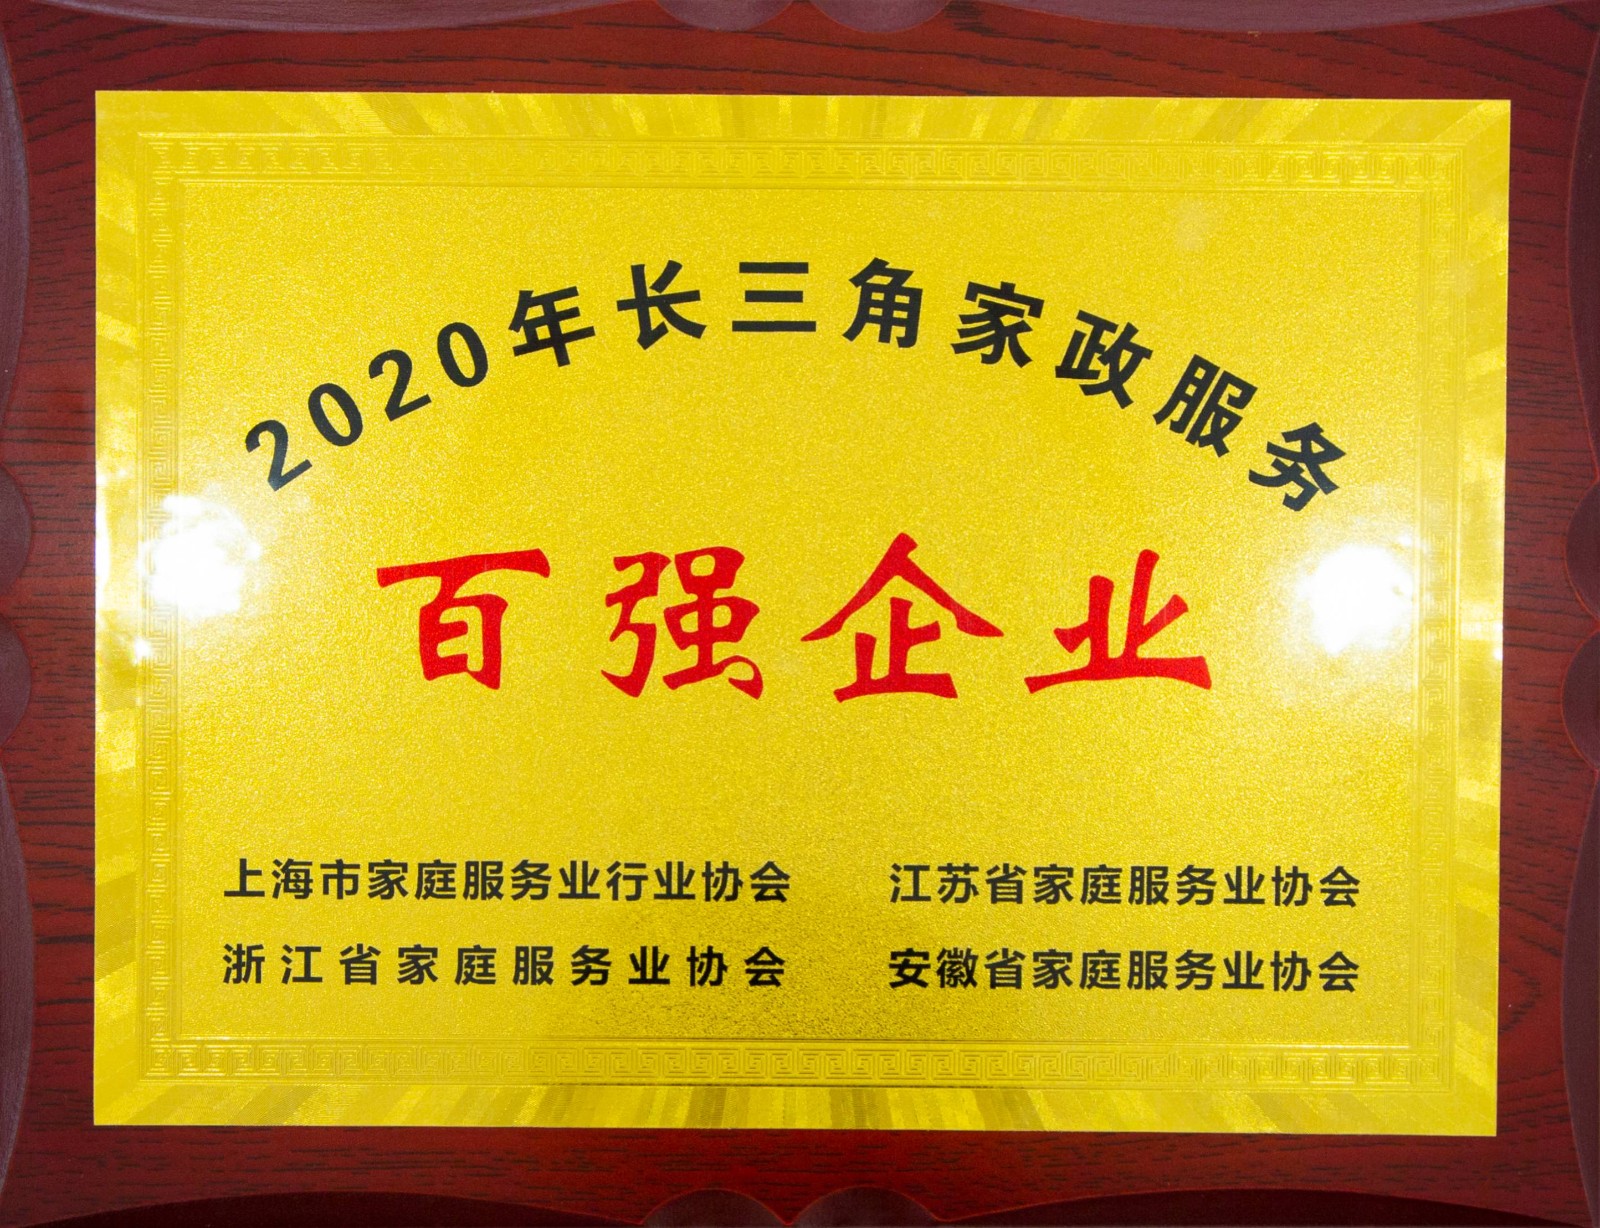 2020年长三角家政服务
百强企业
上海市家庭服务业行业协会
江苏省家庭服务业协会
浙江省家庭服务业协会
安徽省家庭服务业协会